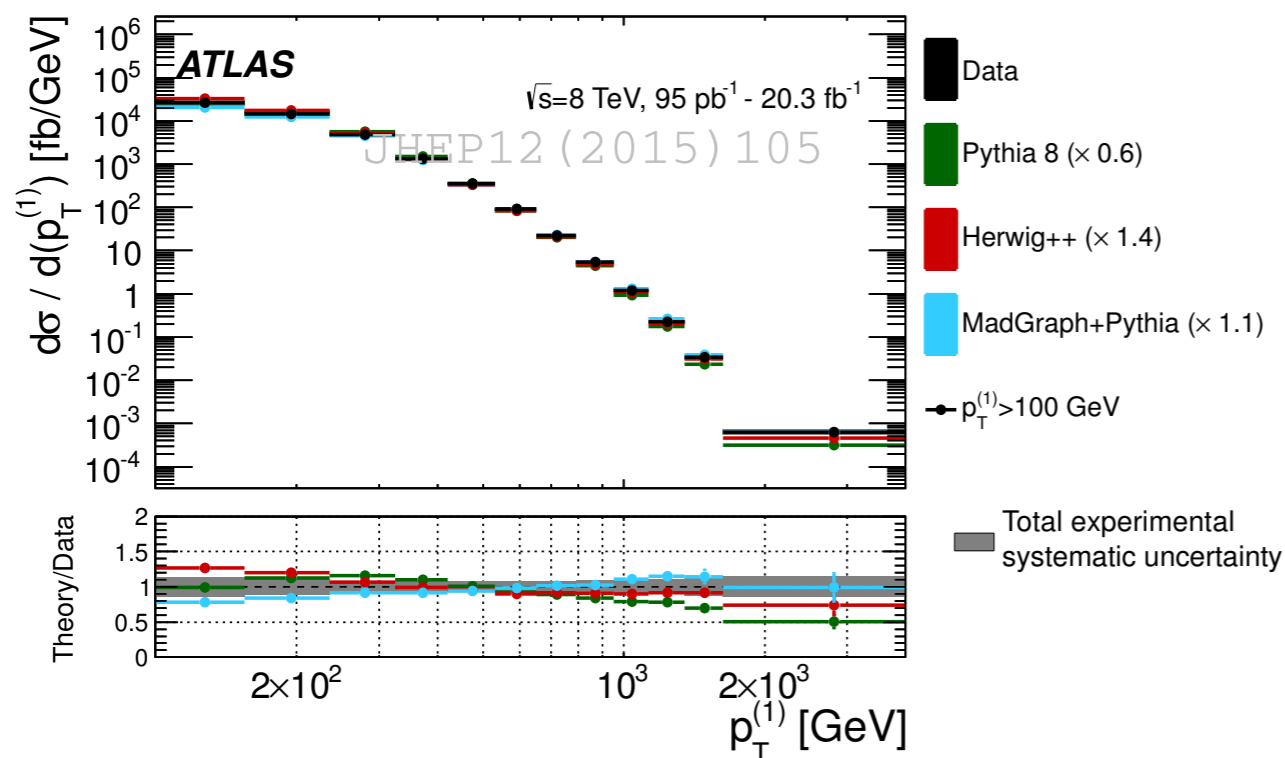 ATLAS
√s=8 TeV, 95 pb⁻¹ - 20.3 fb⁻¹
JHEP12(2015)105
dσ / d(p_T^(1)) [fb/GeV]
10⁶
10⁵
10⁴
10³
10²
10
1
10⁻¹
10⁻²
10⁻³
10⁻⁴
Data
Pythia 8 (× 0.6)
Herwig++ (× 1.4)
MadGraph+Pythia (× 1.1)
p_T^(1)>100 GeV
Total experimental
systematic uncertainty
Theory/Data
2
1.5
1
0.5
0
2×10²
10³
2×10³
p_T^(1) [GeV]